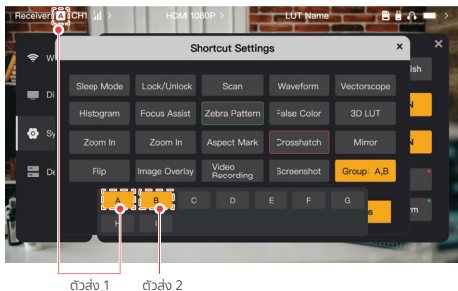 Receiver A CH1 HDMI 1080P > LUT Name >
Shortcut Settings ×
×
Sleep Mode Lock/Unlock Scan Waveform Vectorscope
Histogram Focus Assist Zebra Pattern False Color 3D LUT
Zoom In Zoom In Aspect Mark Crosshatch Mirror
Flip Image Overlay Video Recording Screenshot Group: A,B
A B C D E F G
H I
ตัวส่ง 1 ตัวส่ง 2